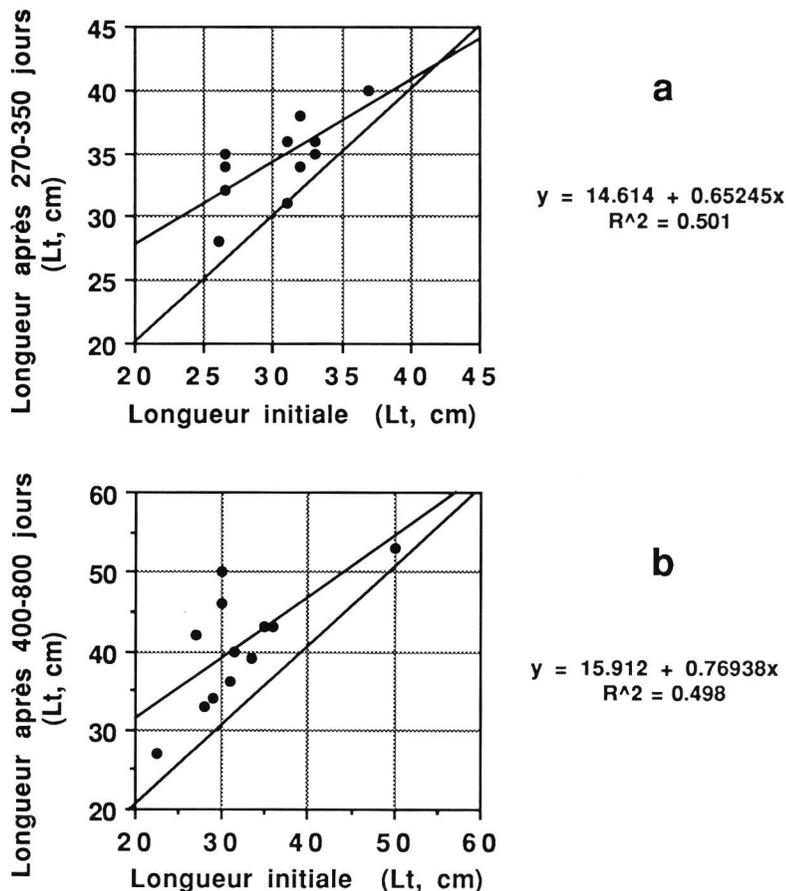 Longueur après 270-350 jours
(Lt, cm)
45
40
35
30
25
20
20 25 30 35 40 45
Longueur initiale (Lt, cm)
a
y = 14.614 + 0.65245x
R^2 = 0.501
Longueur après 400-800 jours
(Lt, cm)
60
50
40
30
20
20 30 40 50 60
Longueur initiale (Lt, cm)
b
y = 15.912 + 0.76938x
R^2 = 0.498